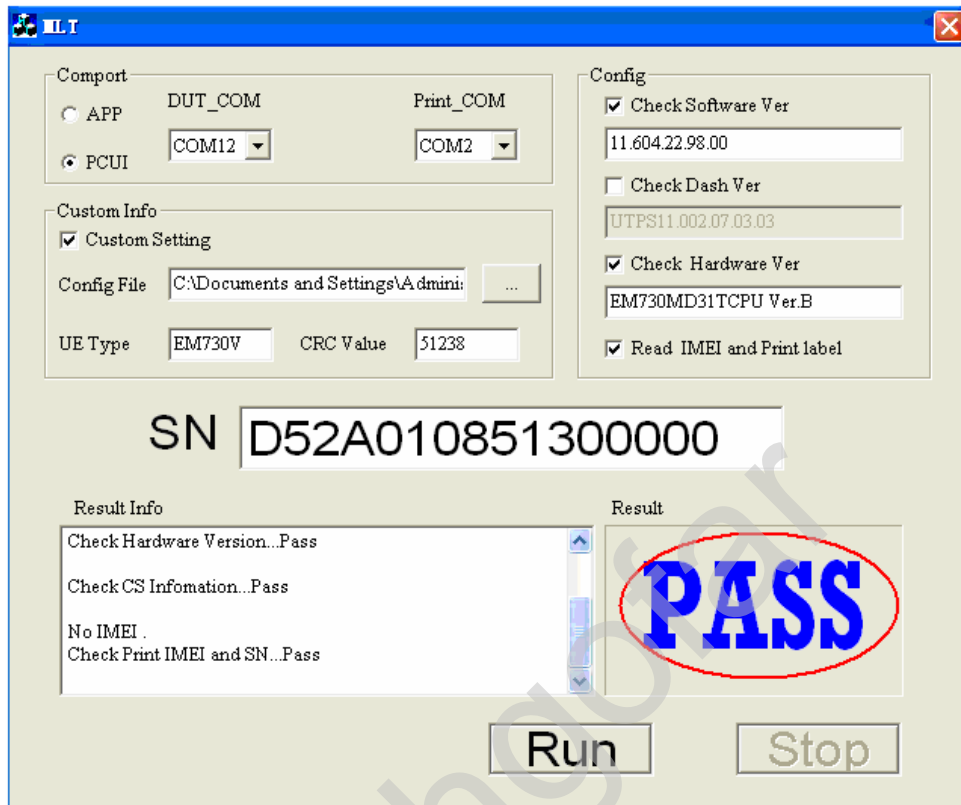 MLT
Comport
APP
PCUI
DUT_COM
COM12
Print_COM
COM2
Custom Info
Custom Setting
Config File
C:\Documents and Settings\Adminis
...
UE Type
EM730V
CRC Value
51238
Config
Check Software Ver
11.604.22.98.00
Check Dash Ver
UTPS11.002.07.03.03
Check Hardware Ver
EM730MD31TCPU Ver.B
Read IMEI and Print label
SN
D52A010851300000
Result Info
Check Hardware Version...Pass
Check CS Infomation...Pass
No IMEI .
Check Print IMEI and SN...Pass
Result
PASS
Run
Stop